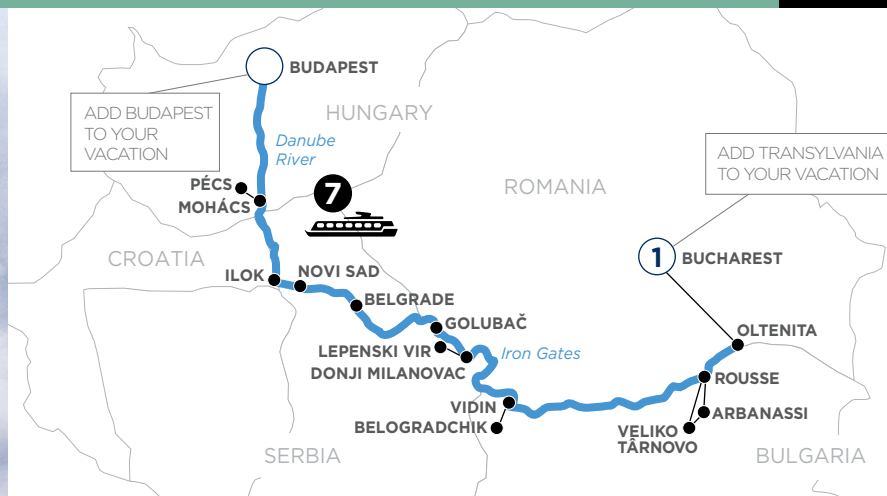 BUDAPEST
ADD BUDAPEST
TO YOUR
VACATION
HUNGARY
Danube
River
ADD TRANSYLVANIA
TO YOUR VACATION
PÉCS
MOHÁCS
7
ROMANIA
CROATIA
1
BUCHAREST
ILOK
NOVI SAD
BELGRADE
GOLUBAČ
OLTENITA
LEPENSKI VIR
Iron Gates
DONJI MILANOVAC
ROUSSE
VIDIN
ARBANASSI
BELOGRADCHIK
VELIKO
TÂRNOVO
SERBIA
BULGARIA